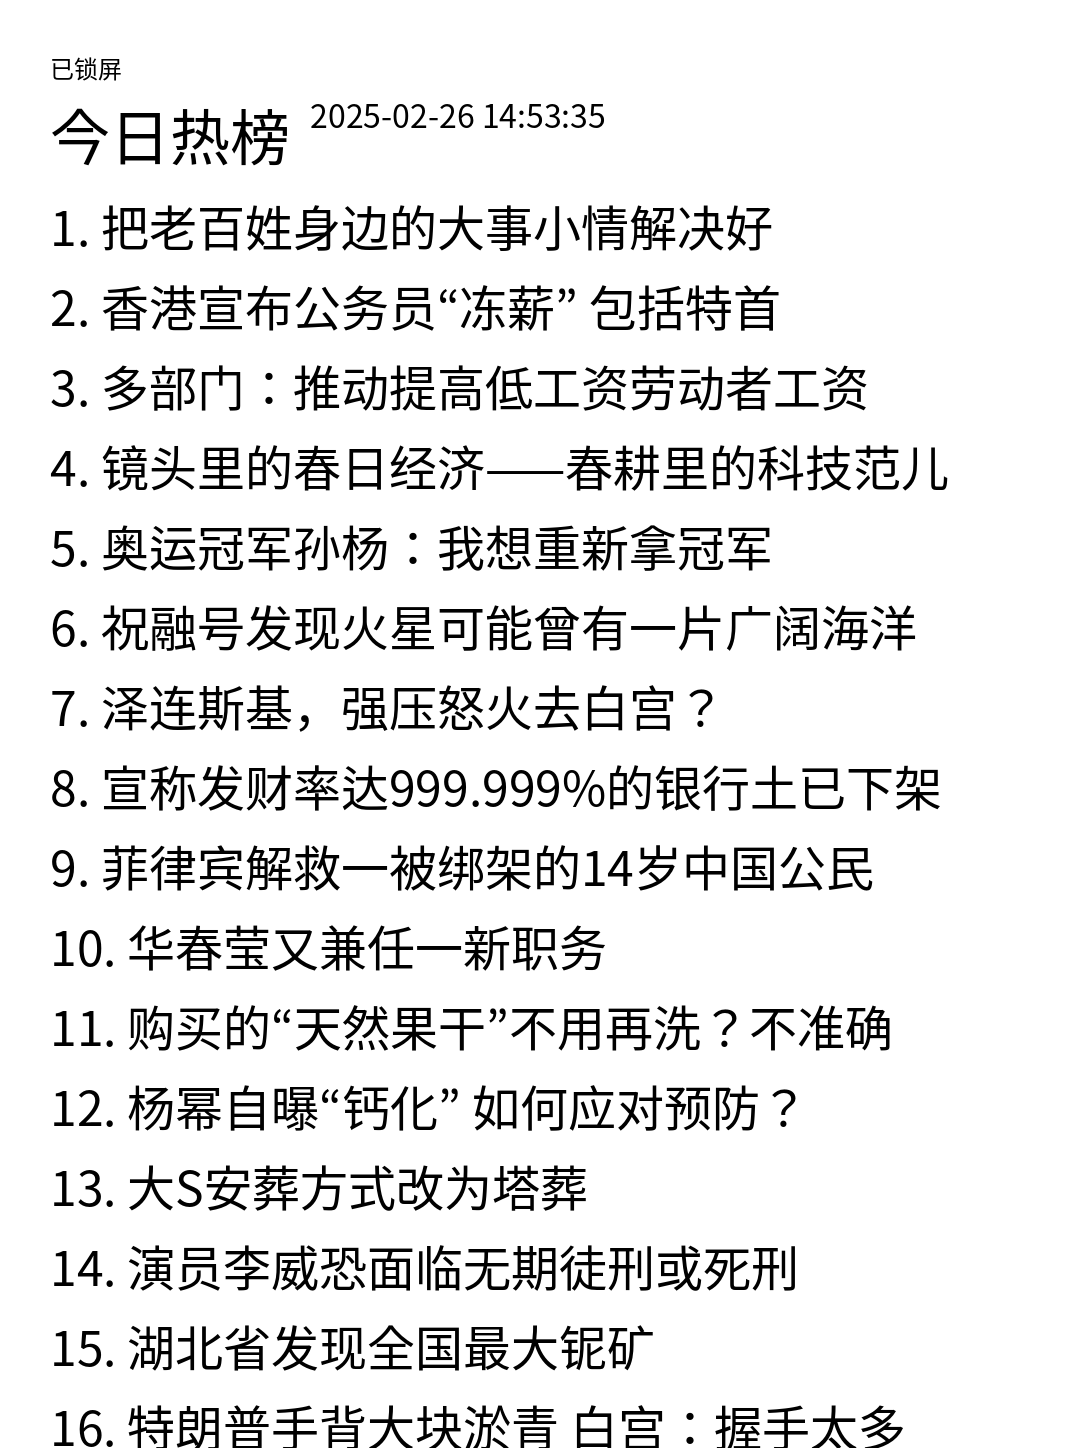 已锁屏
今日热榜 2025-02-26 14:53:35
1. 把老百姓身边的大事小情解决好
2. 香港宣布公务员“冻薪” 包括特首
3. 多部门：推动提高低工资劳动者工资
4. 镜头里的春日经济——春耕里的科技范儿
5. 奥运冠军孙杨：我想重新拿冠军
6. 祝融号发现火星可能曾有一片广阔海洋
7. 泽连斯基，强压怒火去白宫？
8. 宣称发财率达999.999%的银行土已下架
9. 菲律宾解救一被绑架的14岁中国公民
10. 华春莹又兼任一新职务
11. 购买的“天然果干”不用再洗？不准确
12. 杨幂自曝“钙化” 如何应对预防？
13. 大S安葬方式改为塔葬
14. 演员李威恐面临无期徒刑或死刑
15. 湖北省发现全国最大铌矿
16. 特朗普手背大块淤青 白宫：握手太多